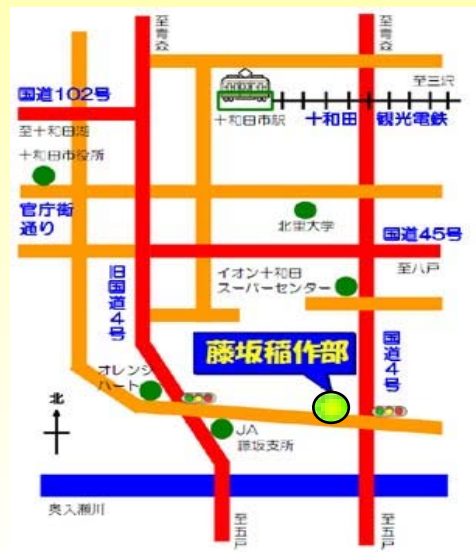 至青森
至青森
国道102号
至三沢
至十和田湖
十和田市駅
十和田
観光電鉄
十和田市役所
官庁街
通り
北里大学
国道45号
至八戸
旧国道4号
イオン十和田
スーパーセンター
国道4号
藤坂稲作部
オレンジ
ハート
北
JA
藤坂支所
奥入瀬川
至五戸
至五戸